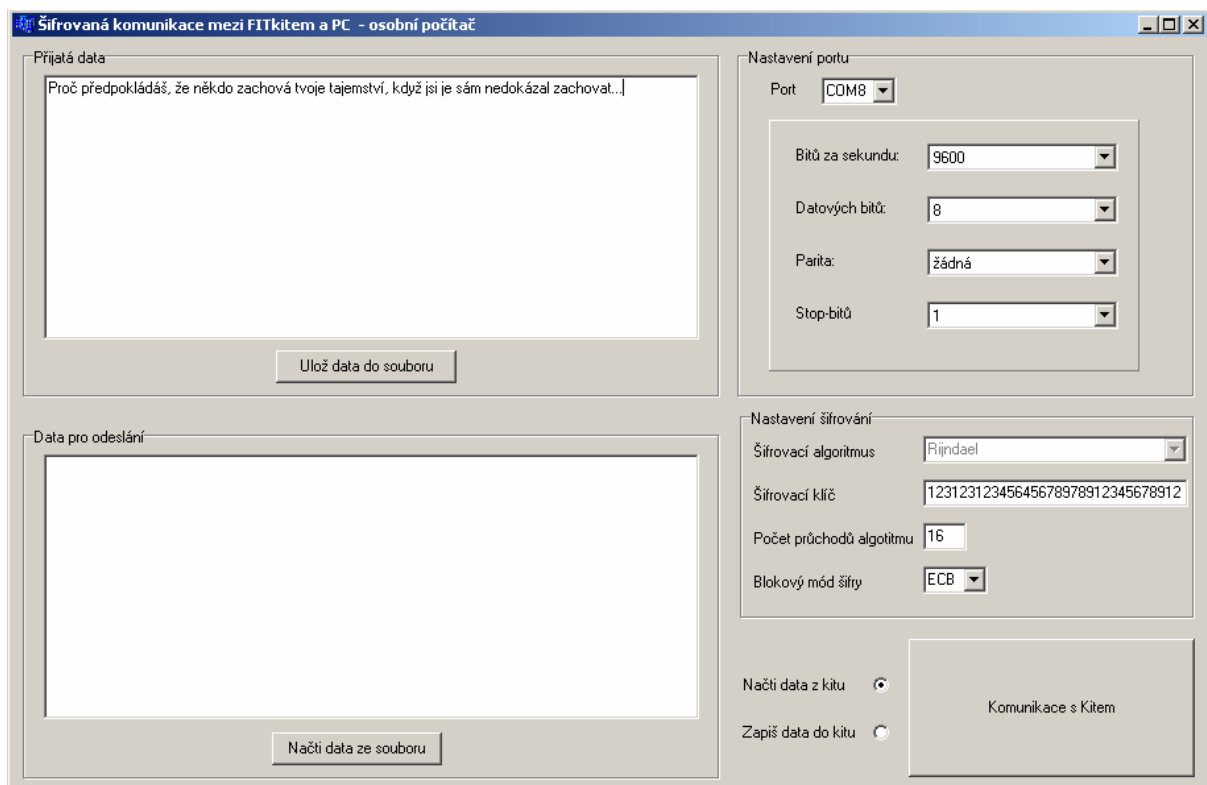 Šifrovaná komunikace mezi FITkitem a PC - osobní počítač
Přijatá data
Proč předpokládáš, že někdo zachová tvoje tajemství, když jsi je sám nedokázal zachovat...
Ulož data do souboru
Data pro odeslání
Načti data ze souboru
Nastavení portu
Port COM8
Bitů za sekundu: 9600
Datových bitů: 8
Parita: žádná
Stop-bitů 1
Nastavení šifrování
Šifrovací algoritmus Rijndael
Šifrovací klíč 12312312345645678978912345678912
Počet průchodů algotitmu 16
Blokový mód šifry ECB
Načti data z kitu
Zapiš data do kitu
Komunikace s Kitem